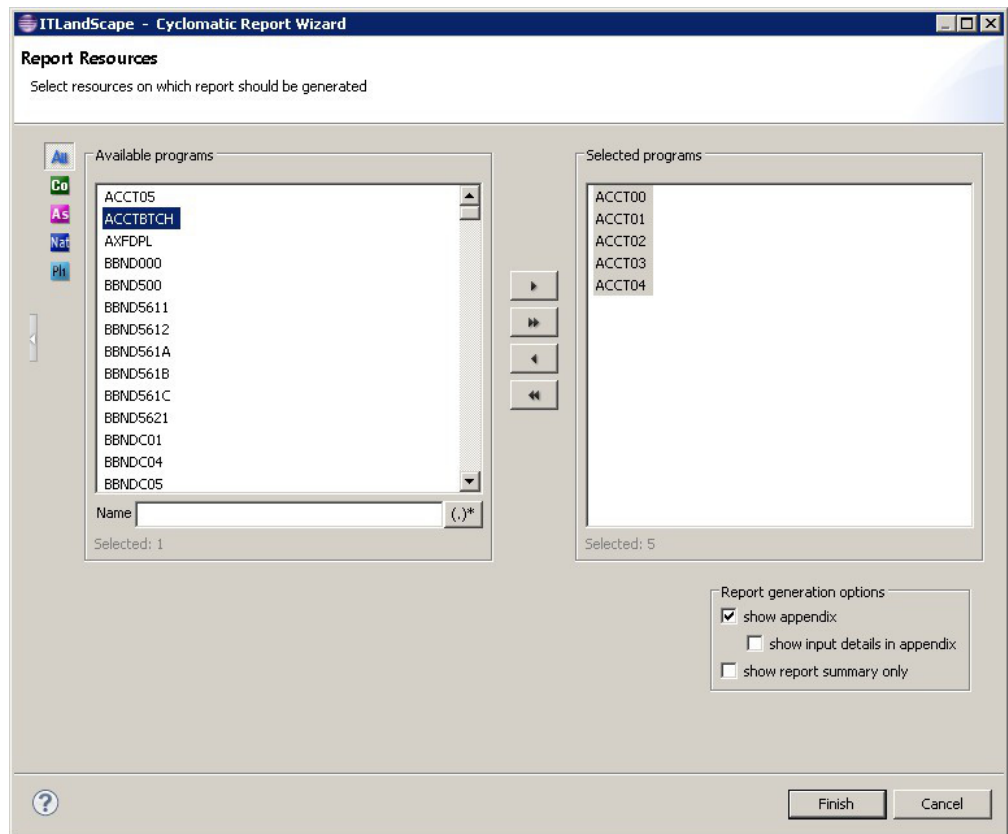 ITLandScape - Cyclomatic Report Wizard
Report Resources
Select resources on which report should be generated
All
Co
As
Nat
Pl1
Available programs
ACCT05
ACCTBTCH
AXFDPL
BBND000
BBND500
BBND5611
BBND5612
BBND561A
BBND561B
BBND561C
BBND5621
BBNDC01
BBNDC04
BBNDC05
Name
(.)*
Selected: 1
Selected programs
ACCT00
ACCT01
ACCT02
ACCT03
ACCT04
Selected: 5
Report generation options
show appendix
show input details in appendix
show report summary only
?
Finish
Cancel